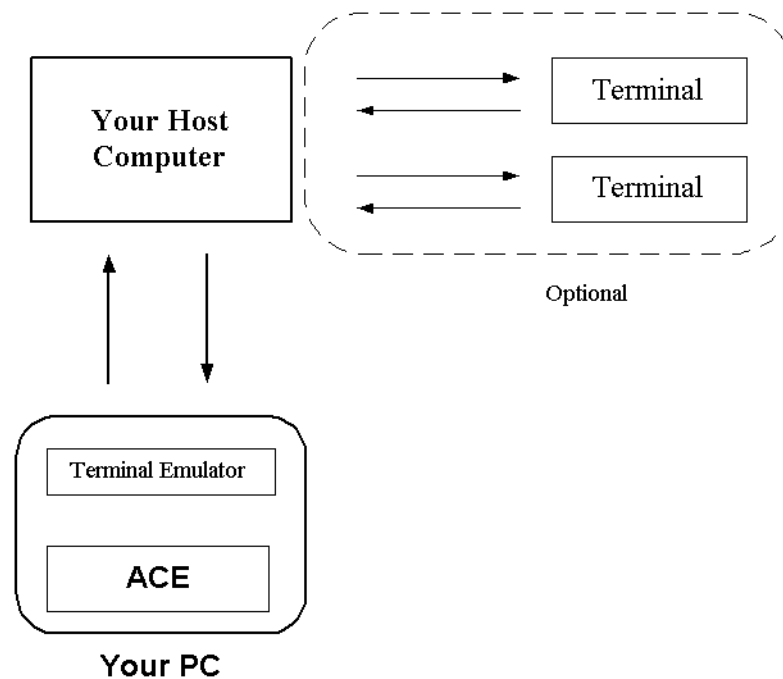 Your Host
Computer
Terminal
Terminal
Optional
Terminal Emulator
ACE
Your PC